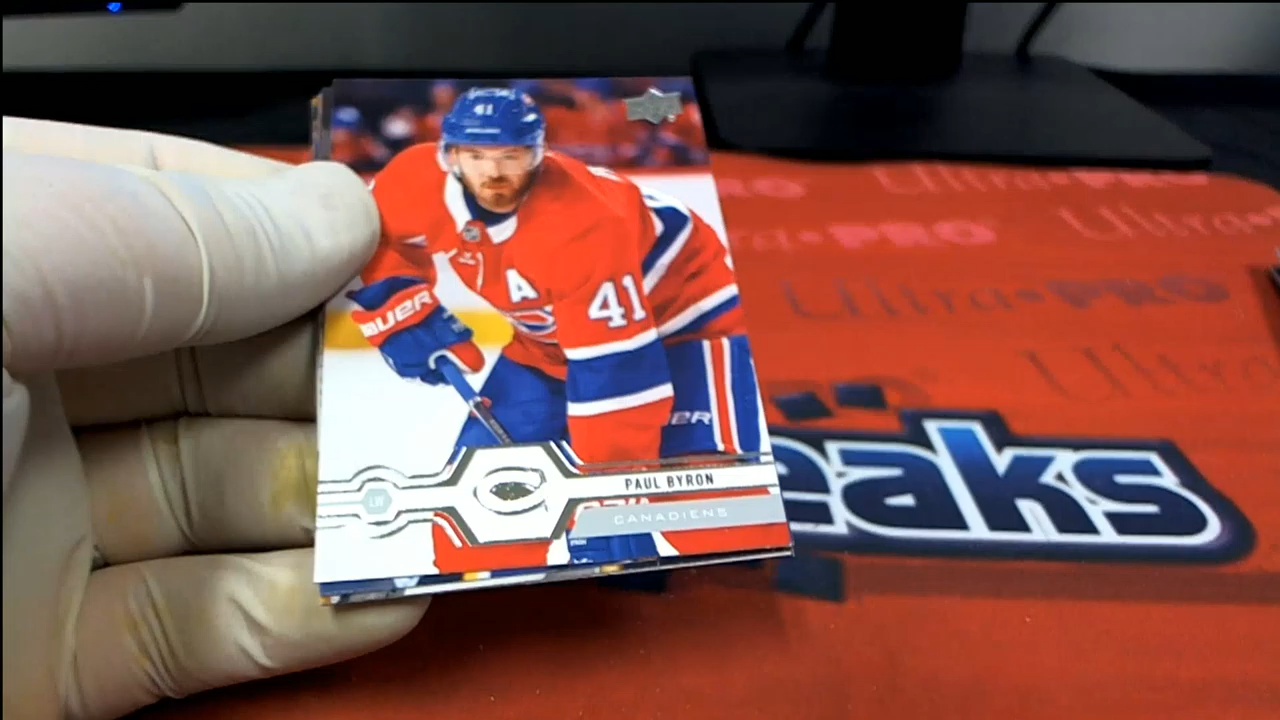 41
A
41
BAUER
PAUL BYRON
LW
CANADIENS
Ultra PRO
Ultra PRO
Ultra PRO
Ultra PRO
eaks